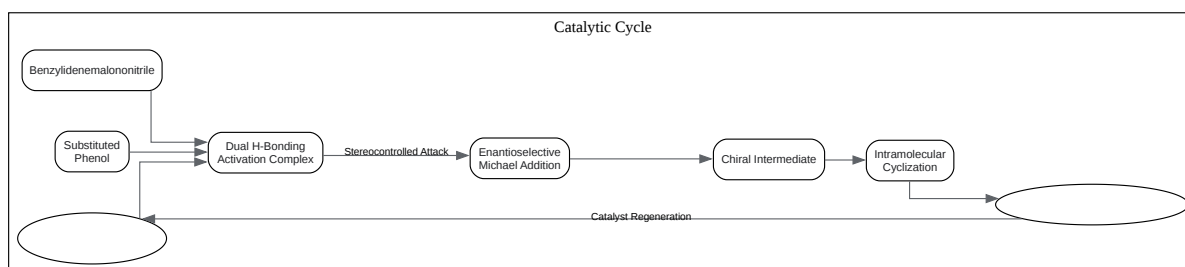 Catalytic Cycle
Benzylidenemalononitrile
Substituted
Phenol
Dual H-Bonding
Activation Complex
Stereocontrolled Attack
Enantioselective
Michael Addition
Chiral Intermediate
Intramolecular
Cyclization
Catalyst Regeneration